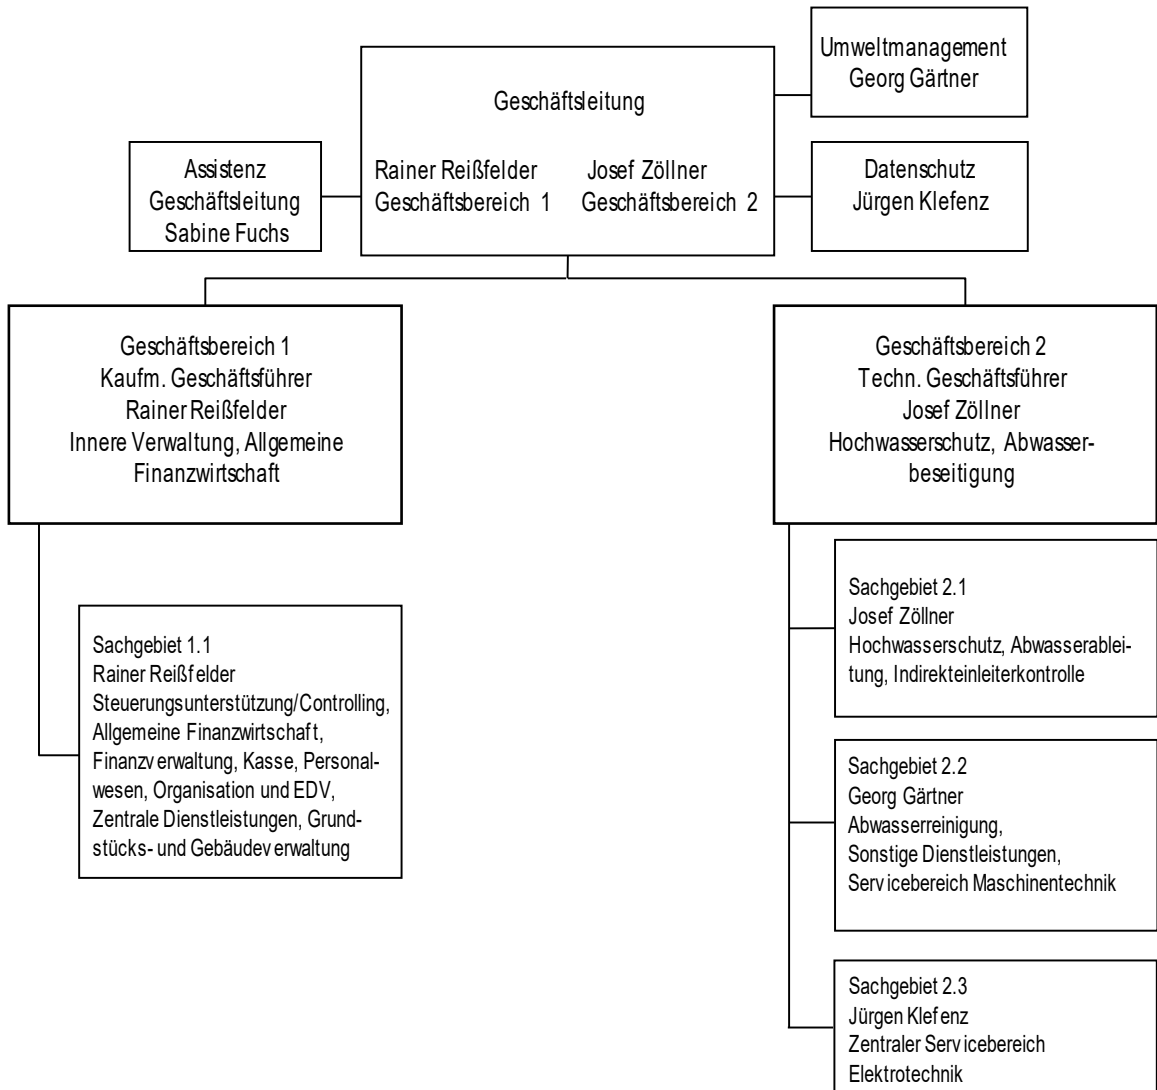 Umweltmanagement
Georg Gärtner
Geschäftsleitung
Rainer Reißfelder Josef Zöllner
Geschäftsbereich 1 Geschäftsbereich 2
Assistenz
Geschäftsleitung
Sabine Fuchs
Datenschutz
Jürgen Klefenz
Geschäftsbereich 1
Kaufm. Geschäftsführer
Rainer Reißfelder
Innere Verwaltung, Allgemeine
Finanzwirtschaft
Geschäftsbereich 2
Techn. Geschäftsführer
Josef Zöllner
Hochwasserschutz, Abwasser-
beseitigung
Sachgebiet 1.1
Rainer Reißfelder
Steuerungsunterstützung/Controlling,
Allgemeine Finanzwirtschaft,
Finanzverwaltung, Kasse, Personal-
wesen, Organisation und EDV,
Zentrale Dienstleistungen, Grund-
stücks- und Gebäudeverwaltung
Sachgebiet 2.1
Josef Zöllner
Hochwasserschutz, Abwasserablei-
tung, Indirekteinleiterkontrolle
Sachgebiet 2.2
Georg Gärtner
Abwasserreinigung,
Sonstige Dienstleistungen,
Servicebereich Maschinentechnik
Sachgebiet 2.3
Jürgen Klefenz
Zentraler Servicebereich
Elektrotechnik